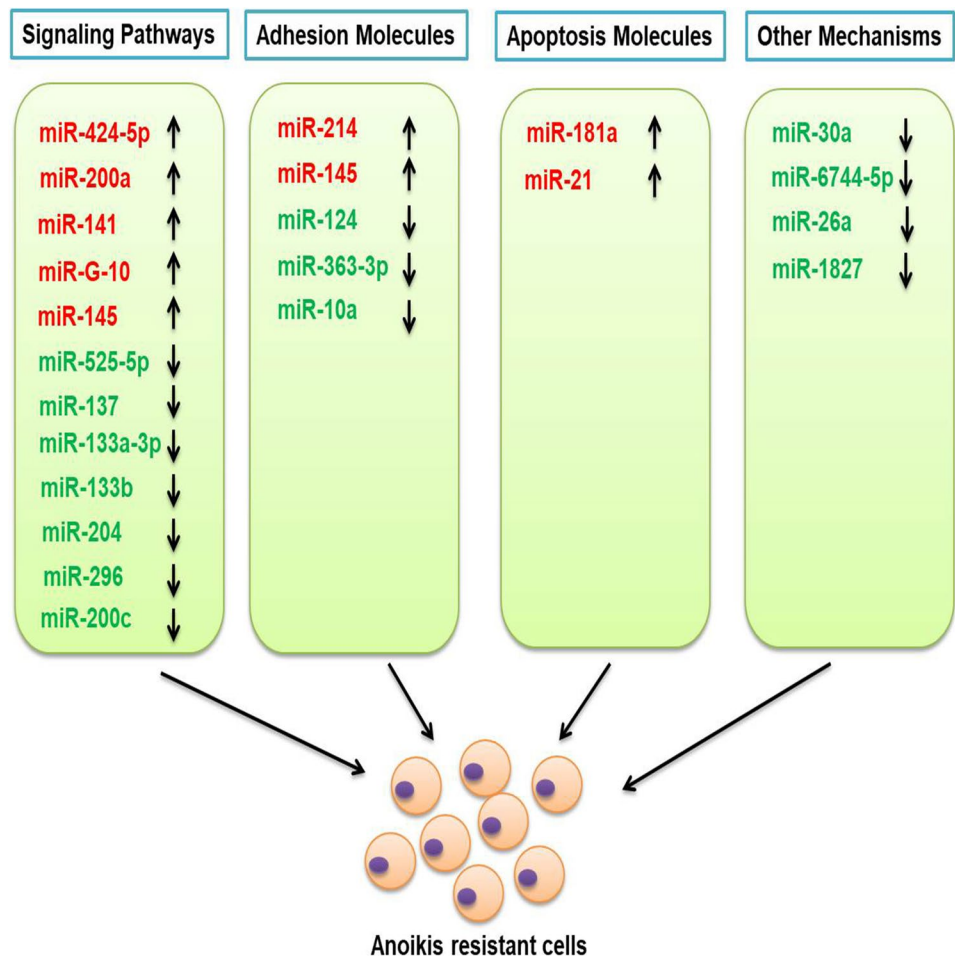 Signaling Pathways
miR-424-5p ↑
miR-200a ↑
miR-141 ↑
miR-G-10 ↑
miR-145 ↑
miR-525-5p ↓
miR-137 ↓
miR-133a-3p ↓
miR-133b ↓
miR-204 ↓
miR-296 ↓
miR-200c ↓
Adhesion Molecules
miR-214 ↑
miR-145 ↑
miR-124 ↓
miR-363-3p ↓
miR-10a ↓
Apoptosis Molecules
miR-181a ↑
miR-21 ↑
Other Mechanisms
miR-30a ↓
miR-6744-5p ↓
miR-26a ↓
miR-1827 ↓
Anoikis resistant cells